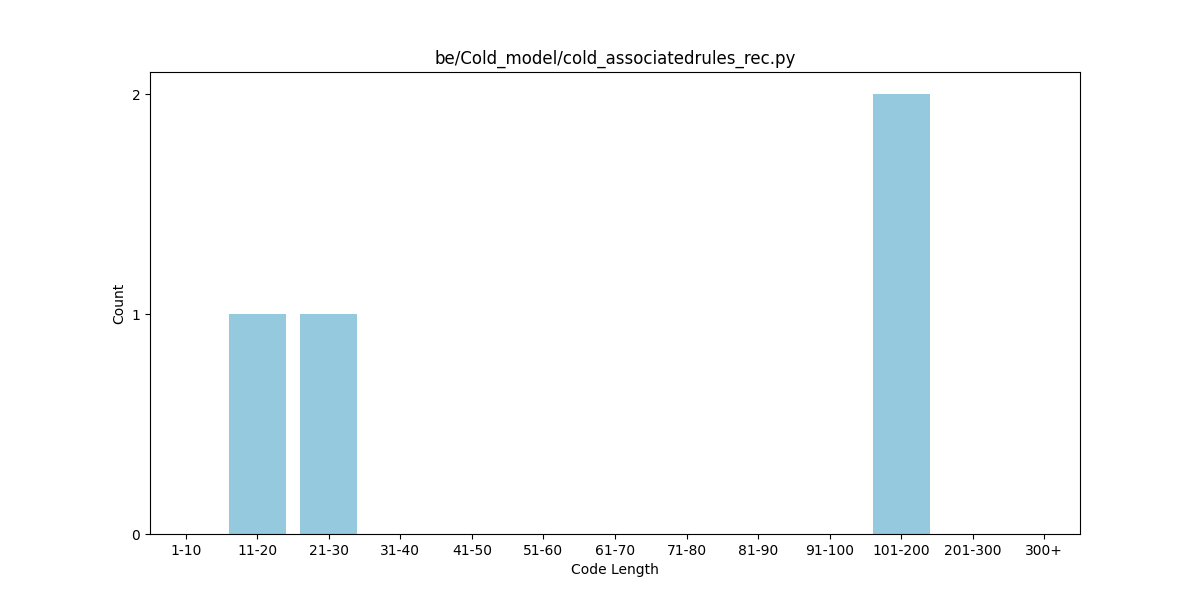 be/Cold_model/cold_associatedrules_rec.py
Count
2
1
0
1-10 11-20 21-30 31-40 41-50 51-60 61-70 71-80 81-90 91-100 101-200 201-300 300+
Code Length